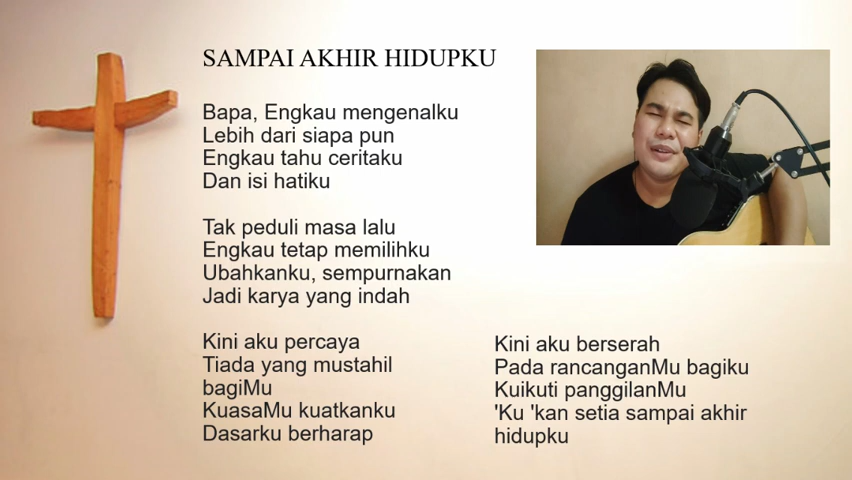 SAMPAI AKHIR HIDUPKU
Bapa, Engkau mengenalku
Lebih dari siapa pun
Engkau tahu ceritaku
Dan isi hatiku
Tak peduli masa lalu
Engkau tetap memilihku
Ubahkanku, sempurnakan
Jadi karya yang indah
Kini aku percaya
Tiada yang mustahil
bagiMu
KuasaMu kuatkanku
Dasarku berharap
Kini aku berserah
Pada rancanganMu bagiku
Kuikuti panggilanMu
'Ku 'kan setia sampai akhir
hidupku